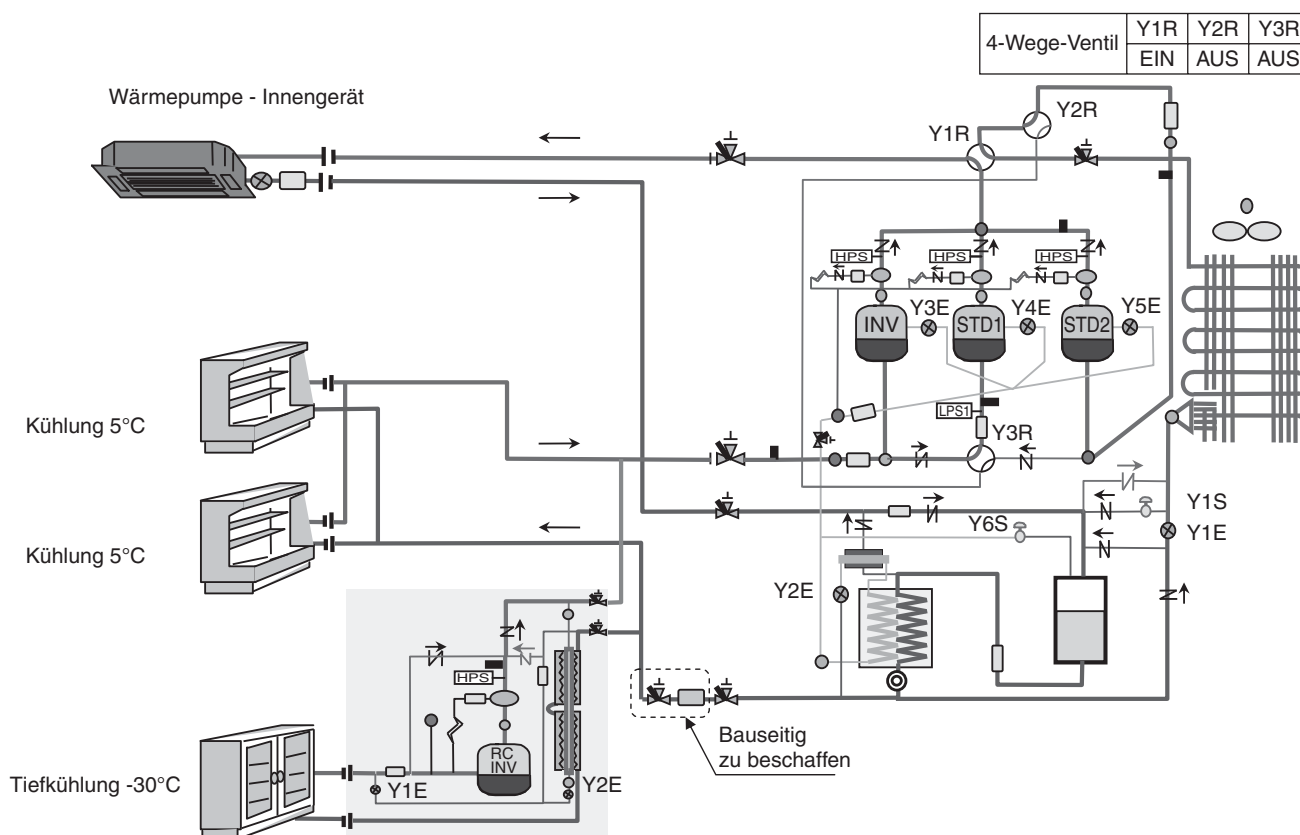 4-Wege-Ventil Y1R Y2R Y3R
EIN AUS AUS
Wärmepumpe - Innengerät
Y2R
Y1R
HPS HPS HPS
INV Y3E STD1 Y4E STD2 Y5E
LPS1
Y3R
Kühlung 5°C
Kühlung 5°C
Y1S
Y6S
Y1E
Y2E
HPS
RC
INV
Y1E
Y2E
Bauseitig
zu beschaffen
Tiefkühlung -30°C